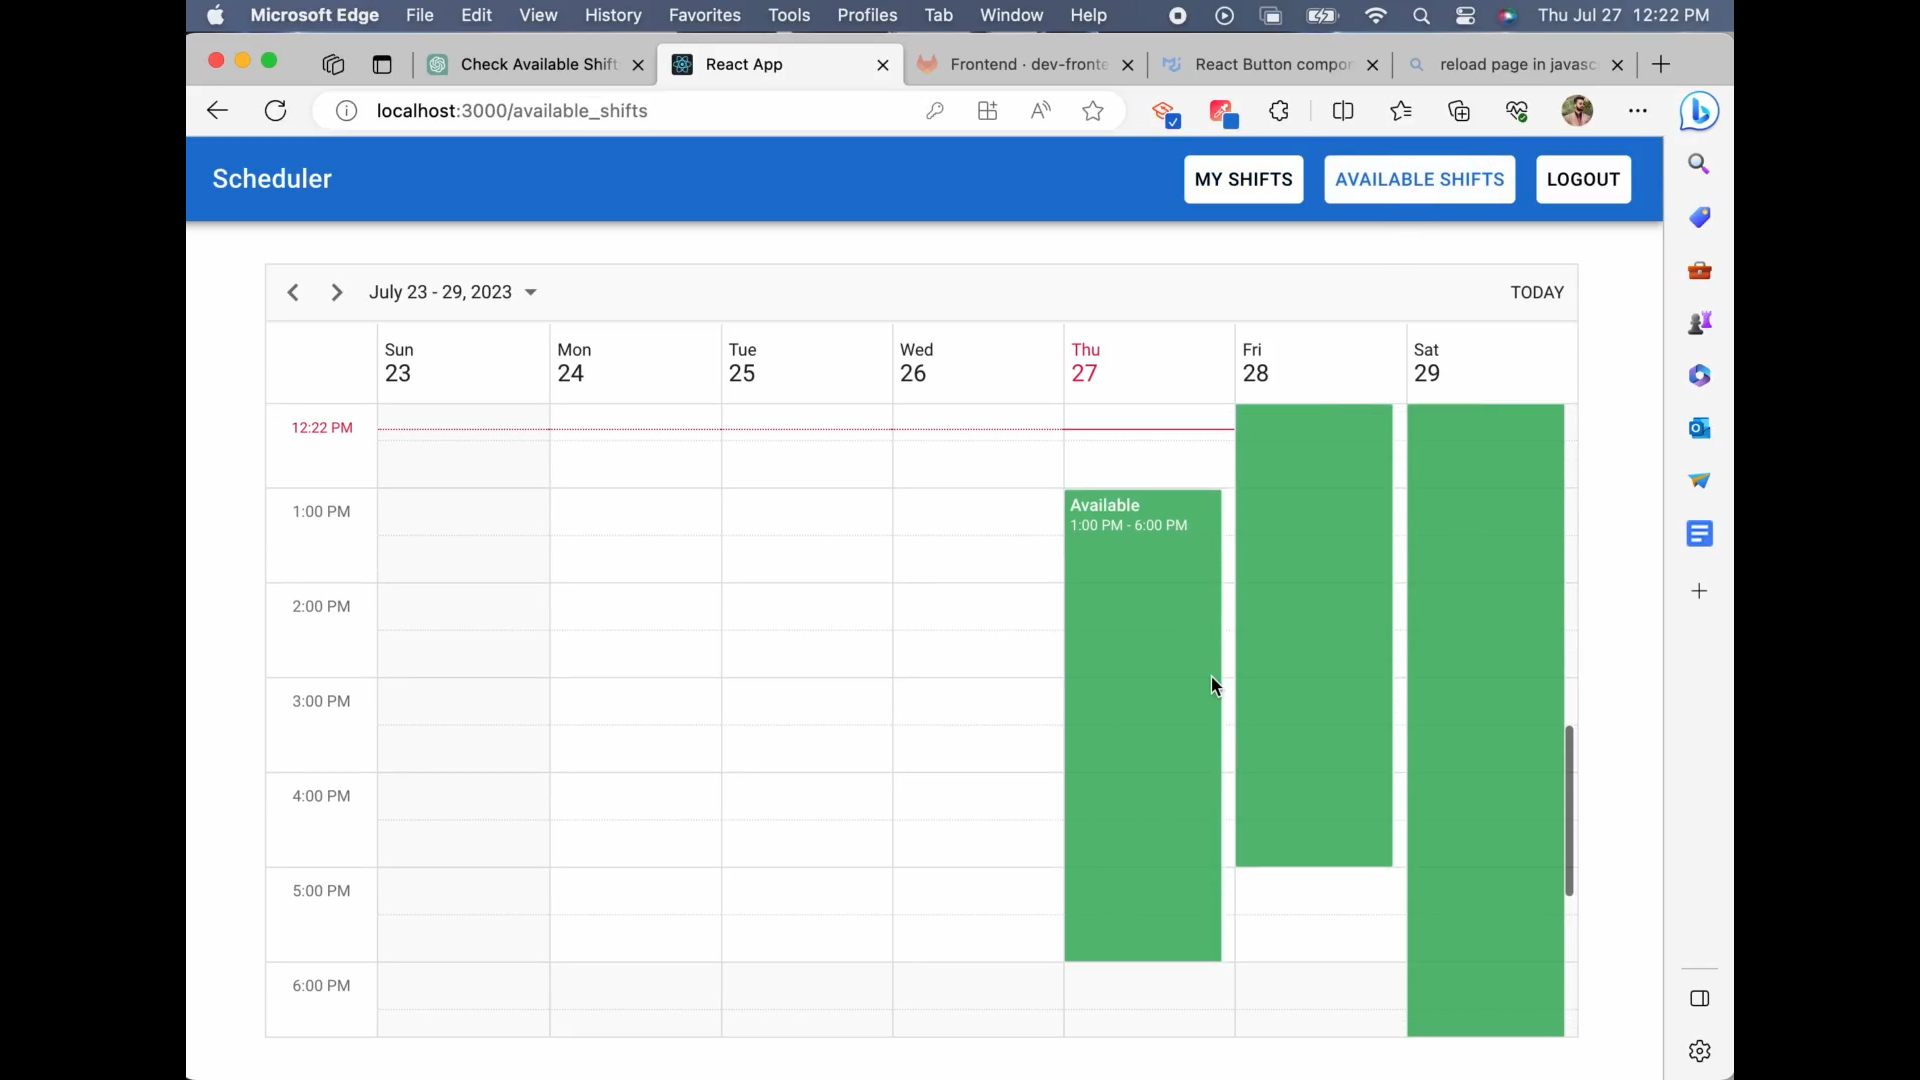 Microsoft Edge File Edit View History Favorites Tools Profiles Tab Window Help Thu Jul 27 12:22 PM
Check Available Shift React App Frontend · dev-fronte React Button compor reload page in javasc
localhost:3000/available_shifts
Scheduler MY SHIFTS AVAILABLE SHIFTS LOGOUT
July 23 - 29, 2023 TODAY
Sun Mon Tue Wed Thu Fri Sat
23 24 25 26 27 28 29
12:22 PM
1:00 PM
Available
1:00 PM - 6:00 PM
2:00 PM
3:00 PM
4:00 PM
5:00 PM
6:00 PM